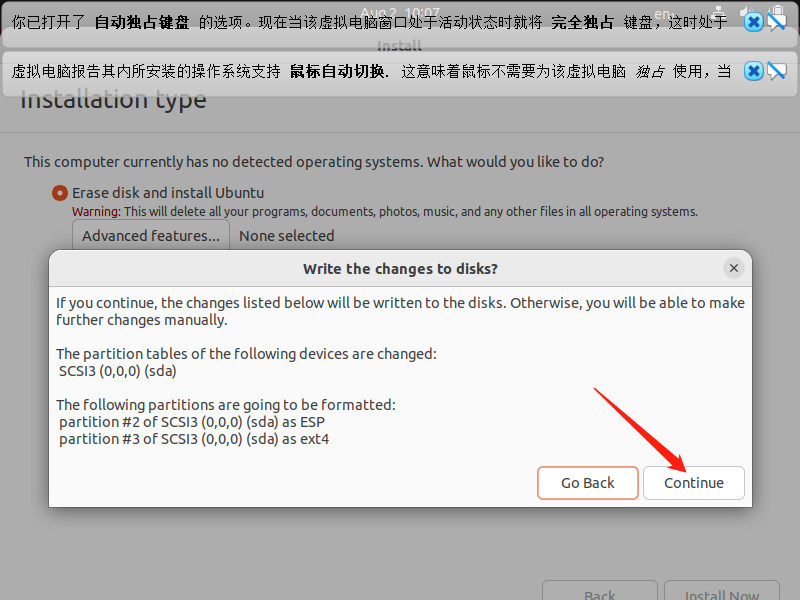 Aug 2 10:07
en
你已打开了 自动独占键盘 的选项。现在当该虚拟电脑窗口处于活动状态时就将 完全独占 键盘，这时处于
Install
虚拟电脑报告其内所安装的操作系统支持 鼠标自动切换. 这意味着鼠标不需要为该虚拟电脑 独占 使用，当
Installation type
This computer currently has no detected operating systems. What would you like to do?
Erase disk and install Ubuntu
Warning: This will delete all your programs, documents, photos, music, and any other files in all operating systems.
Advanced features... None selected
Write the changes to disks?
If you continue, the changes listed below will be written to the disks. Otherwise, you will be able to make
further changes manually.
The partition tables of the following devices are changed:
SCSI3 (0,0,0) (sda)
The following partitions are going to be formatted:
partition #2 of SCSI3 (0,0,0) (sda) as ESP
partition #3 of SCSI3 (0,0,0) (sda) as ext4
Go Back Continue
Back Install Now